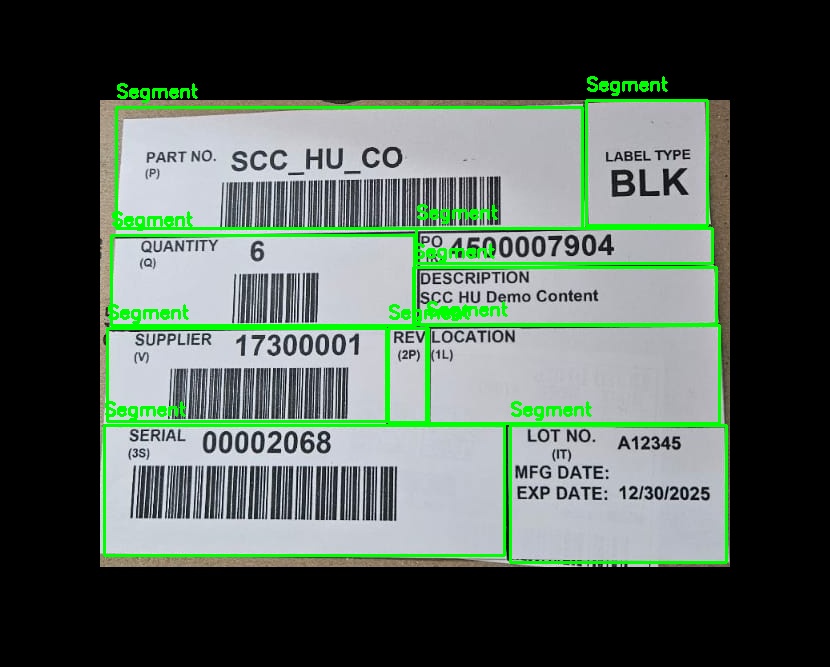 Segment
Segment
PART NO. SCC_HU_CO
(P)
LABEL TYPE
BLK
Segment
Segment
QUANTITY 6
(Q)
PO 4500007904
Segment
DESCRIPTION
SCC HU Demo Content
Segment
Segment
Segment
SUPPLIER 17300001
(V)
REV
(2P)
LOCATION
(1L)
Segment
Segment
SERIAL 00002068
(3S)
LOT NO. A12345
(IT)
MFG DATE:
EXP DATE: 12/30/2025